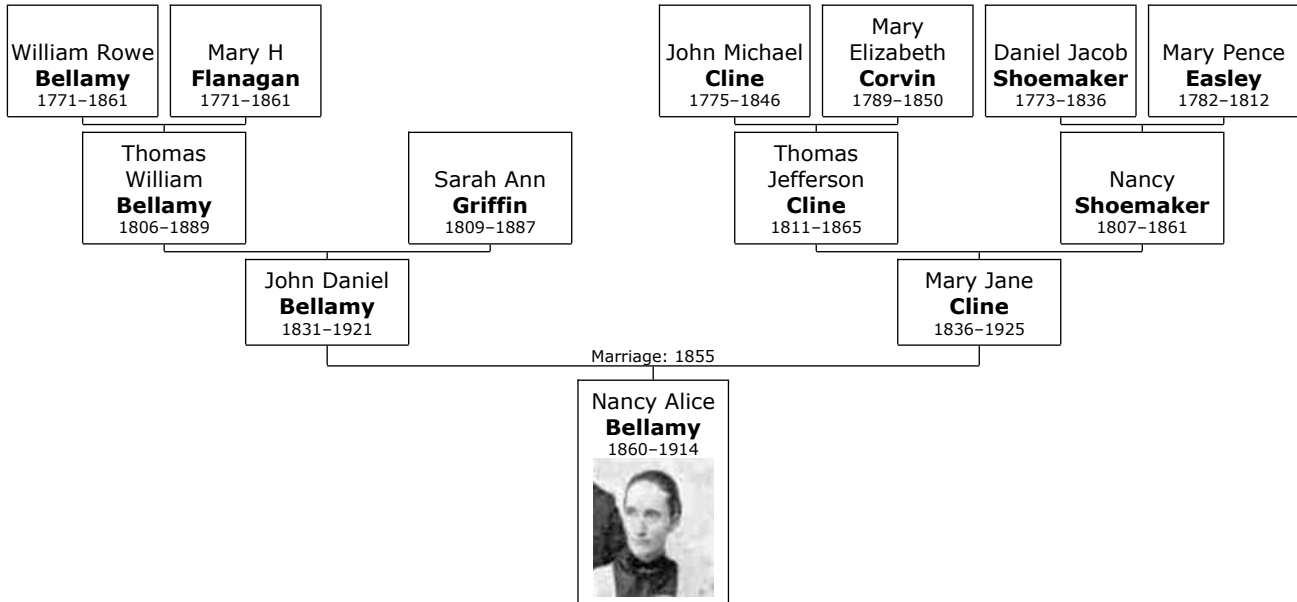 William Rowe
Bellamy
1771–1861
Mary H
Flanagan
1771–1861
John Michael
Cline
1775–1846
Mary
Elizabeth
Corvin
1789–1850
Daniel Jacob
Shoemaker
1773–1836
Mary Pence
Easley
1782–1812
Thomas
William
Bellamy
1806–1889
Sarah Ann
Griffin
1809–1887
Thomas
Jefferson
Cline
1811–1865
Nancy
Shoemaker
1807–1861
John Daniel
Bellamy
1831–1921
Mary Jane
Cline
1836–1925
Marriage: 1855
Nancy Alice
Bellamy
1860–1914